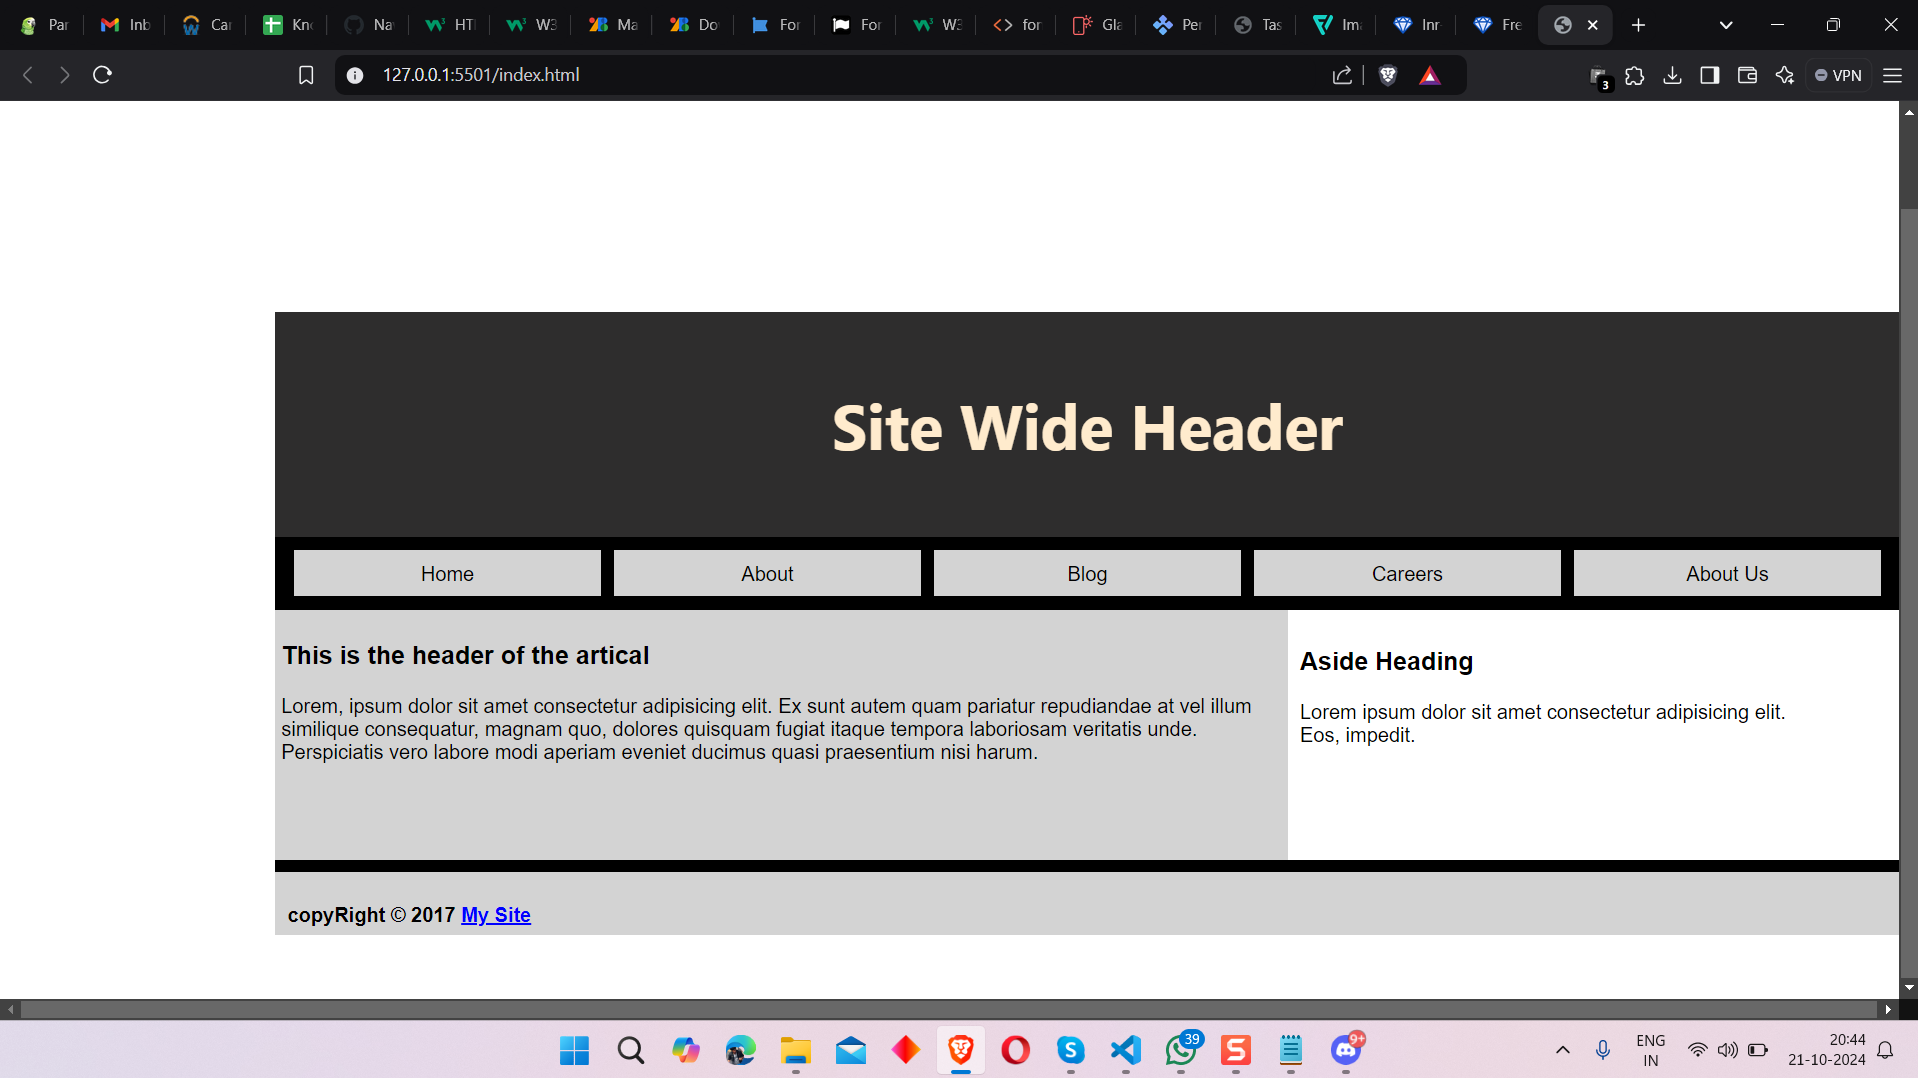 Par
Inb
Car
Kno
Na
HTI
W3
Ma
Do
For
For
W3
for
Gla
Per
Tas
Im
Inr
Fre
127.0.0.1:5501/index.html
3
VPN
Site Wide Header
Home
About
Blog
Careers
About Us
This is the header of the artical
Lorem, ipsum dolor sit amet consectetur adipisicing elit. Ex sunt autem quam pariatur repudiandae at vel illum
similique consequatur, magnam quo, dolores quisquam fugiat itaque tempora laboriosam veritatis unde.
Perspiciatis vero labore modi aperiam eveniet ducimus quasi praesentium nisi harum.
Aside Heading
Lorem ipsum dolor sit amet consectetur adipisicing elit.
Eos, impedit.
copyRight © 2017 My Site
39
9+
ENG
IN
20:44
21-10-2024